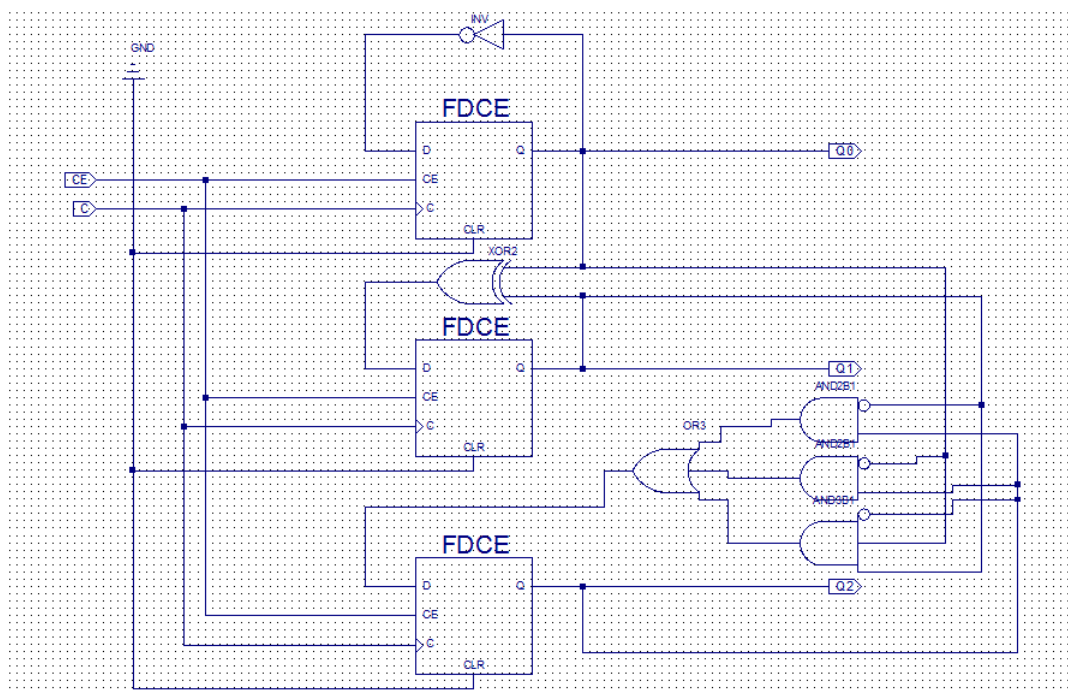 INV
GND
FDCE
D
Q
Q0
CE
CE
C
C
CLR
XOR2
FDCE
D
Q
Q1
AND2B1
CE
C
OR3
CLR
AND2B1
AND3B1
FDCE
D
Q
Q2
CE
C
CLR